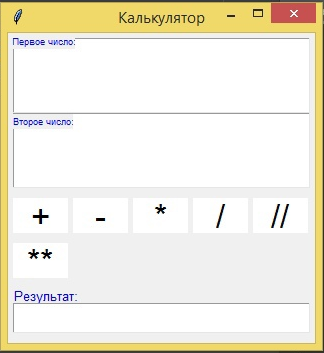 Калькулятор
Первое число:
Второе число:
+ - * / //
**
Результат: